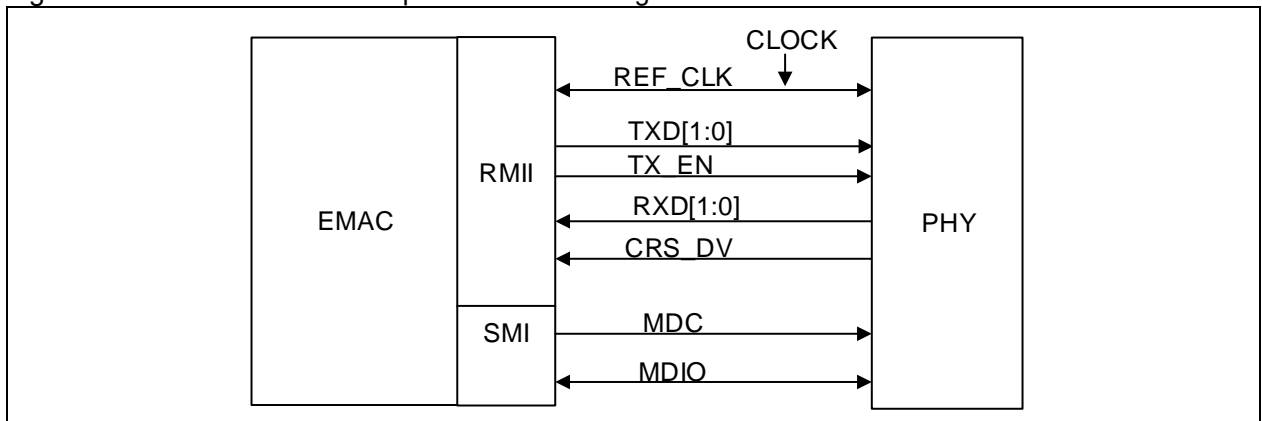 CLOCK
REF_CLK
TXD[1:0]
TX_EN
RMII
RXD[1:0]
EMAC
PHY
CRS_DV
MDC
SMI
MDIO